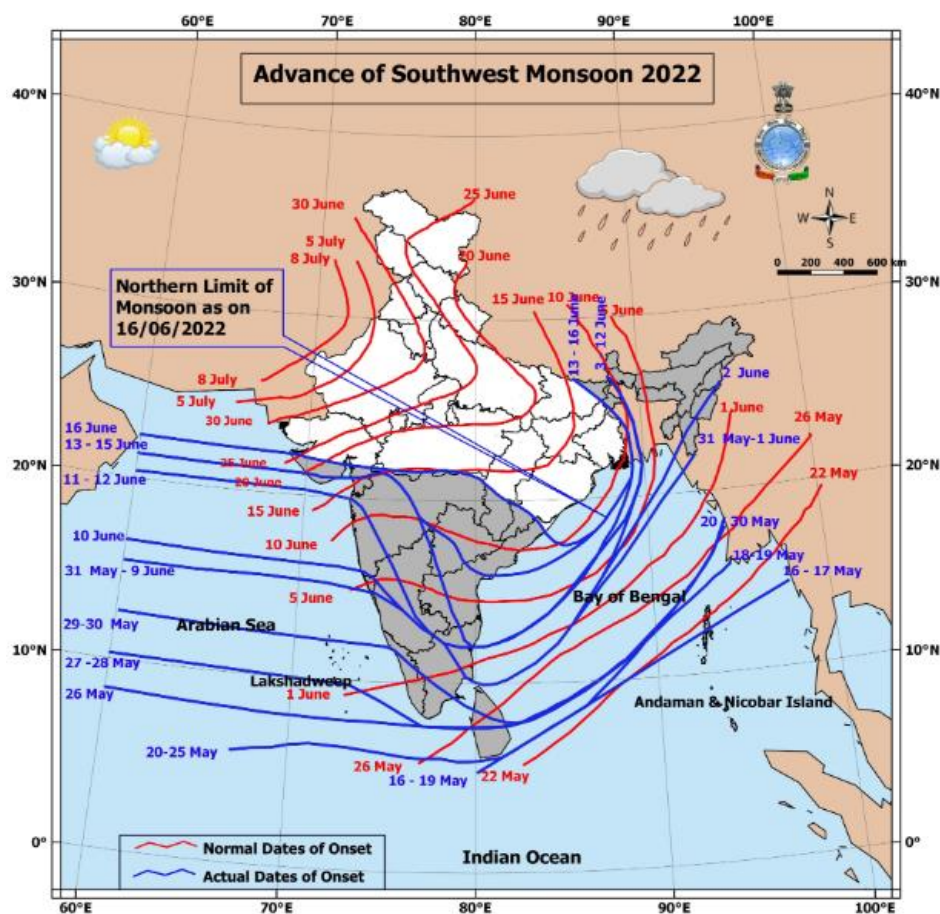 60°E
70°E
80°E
90°E
100°E
Advance of Southwest Monsoon 2022
40°N
40°N
N
W E
S
0 200 400 600 km
25 June
30 June
20 June
5 July
8 July
30°N
30°N
Northern Limit of
Monsoon as on
16/06/2022
15 June
10 June
5 June
13 - 16 June
3 - 12 June
2 June
8 July
5 July
30 June
1 June
26 May
16 June
13 - 15 June
31 May-1 June
20°N
20°N
11 - 12 June
25 June
20 June
22 May
15 June
20 - 30 May
10 June
10 June
18-19 May
16 - 17 May
31 May - 9 June
5 June
Bay of Bengal
29-30 May
Arabian Sea
10°N
10°N
27 -28 May
Lakshadweep
26 May
1 June
Andaman & Nicobar Island
20-25 May
26 May
16 - 19 May
22 May
0°
0°
Normal Dates of Onset
Actual Dates of Onset
Indian Ocean
60°E
70°E
80°E
90°E
100°E